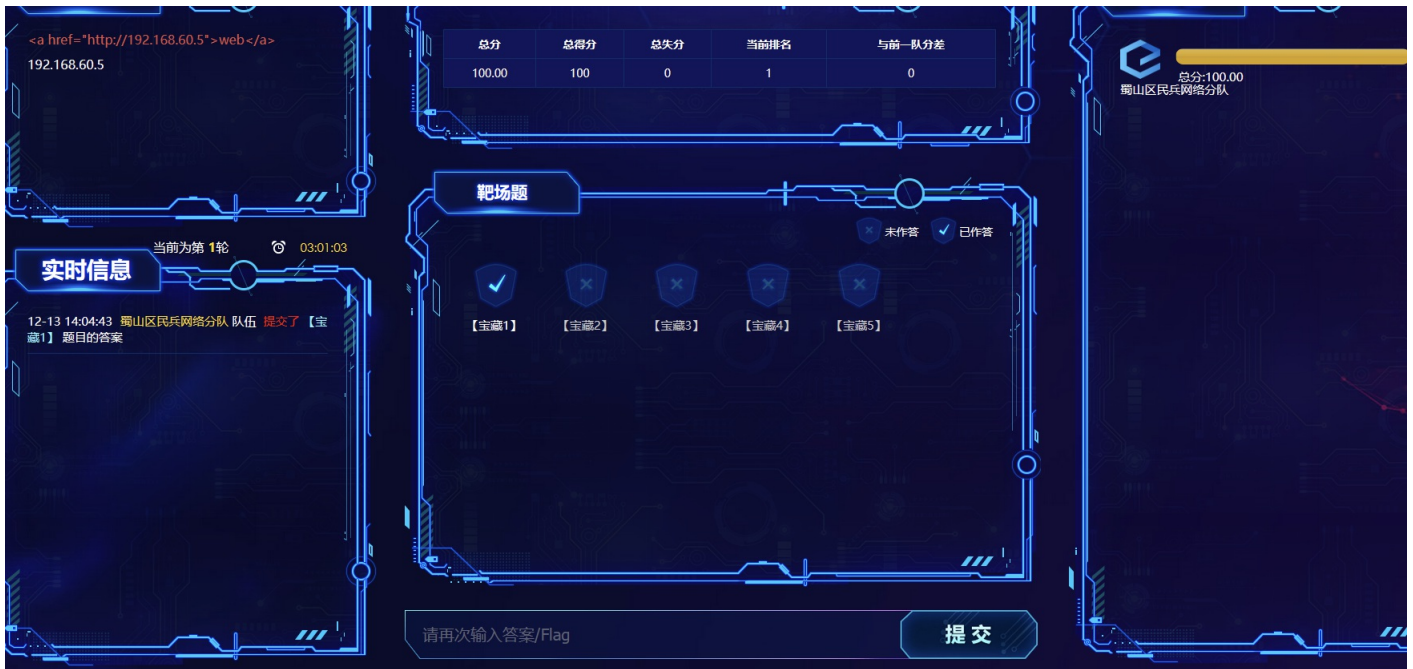 <a href="http://192.168.60.5">web</a>
192.168.60.5
总分 总得分 总失分 当前排名 与前一队分差
100.00 100 0 1 0
总分:100.00
蜀山区民兵网络分队
当前为第 1轮 03:01:03
实时信息
12-13 14:04:43 蜀山区民兵网络分队 队伍 提交了 【宝
藏1】 题目的答案
靶场题
未作答 已作答
【宝藏1】 【宝藏2】 【宝藏3】 【宝藏4】 【宝藏5】
请再次输入答案/Flag
提交